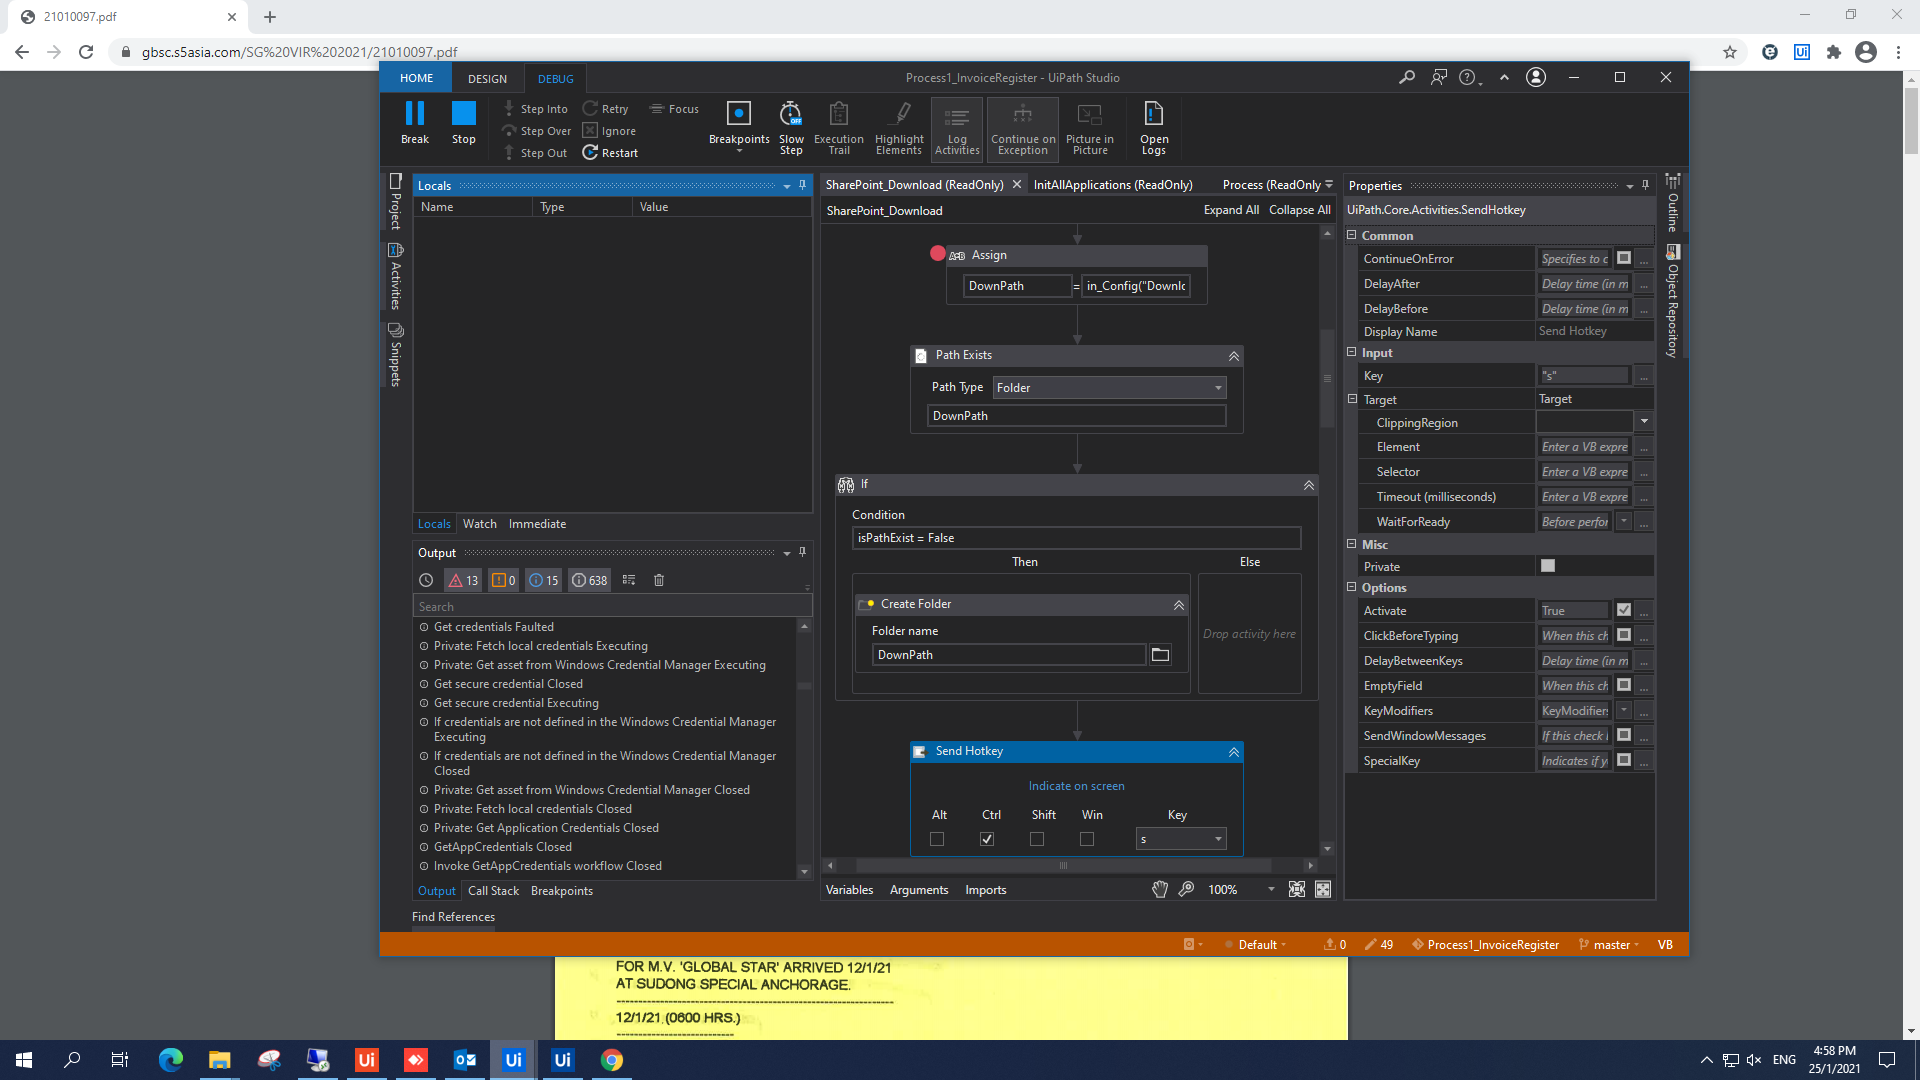 21010097.pdf
gbsc.s5asia.com/SG%20VIR%202021/21010097.pdf
HOME DESIGN DEBUG Process1_InvoiceRegister - UiPath Studio
Break Stop
Step Into Retry Focus
Step Over Ignore
Step Out Restart
Breakpoints Slow Step Execution Trail Highlight Elements Log Activities Continue on Exception Picture in Picture Open Logs
Project
Activities
Snippets
Locals
Name Type Value
Locals Watch Immediate
Output
13 0 15 638
Search
Get credentials Faulted
Private: Fetch local credentials Executing
Private: Get asset from Windows Credential Manager Executing
Get secure credential Closed
Get secure credential Executing
If credentials are not defined in the Windows Credential Manager
Executing
If credentials are not defined in the Windows Credential Manager
Closed
Private: Get asset from Windows Credential Manager Closed
Private: Fetch local credentials Closed
Private: Get Application Credentials Closed
GetAppCredentials Closed
Invoke GetAppCredentials workflow Closed
Output Call Stack Breakpoints
Find References
SharePoint_Download (ReadOnly) InitAllApplications (ReadOnly) Process (ReadOnly
SharePoint_Download Expand All Collapse All
A+B Assign
DownPath = in_Config("Downlc
Path Exists
Path Type Folder
DownPath
If
Condition
isPathExist = False
Then Else
Create Folder
Folder name
DownPath
Drop activity here
Send Hotkey
Indicate on screen
Alt Ctrl Shift Win Key
s
Variables Arguments Imports 100%
Properties
UiPath.Core.Activities.SendHotkey
Common
ContinueOnError Specifies to c ...
DelayAfter Delay time (in m ...
DelayBefore Delay time (in m ...
Display Name Send Hotkey
Input
Key "s" ...
Target Target
ClippingRegion
Element Enter a VB expre ...
Selector Enter a VB expre ...
Timeout (milliseconds) Enter a VB expre ...
WaitForReady Before perfor ...
Misc
Private
Options
Activate True ...
ClickBeforeTyping When this ch ...
DelayBetweenKeys Delay time (in m ...
EmptyField When this ch ...
KeyModifiers KeyModifiers ...
SendWindowMessages If this check ...
SpecialKey Indicates if y ...
Outline
Object Repository
Default 0 49 Process1_InvoiceRegister master VB
FOR M.V. 'GLOBAL STAR' ARRIVED 12/1/21
AT SUDONG SPECIAL ANCHORAGE.
12/1/21 (0600 HRS.)
ENG 4:58 PM
25/1/2021